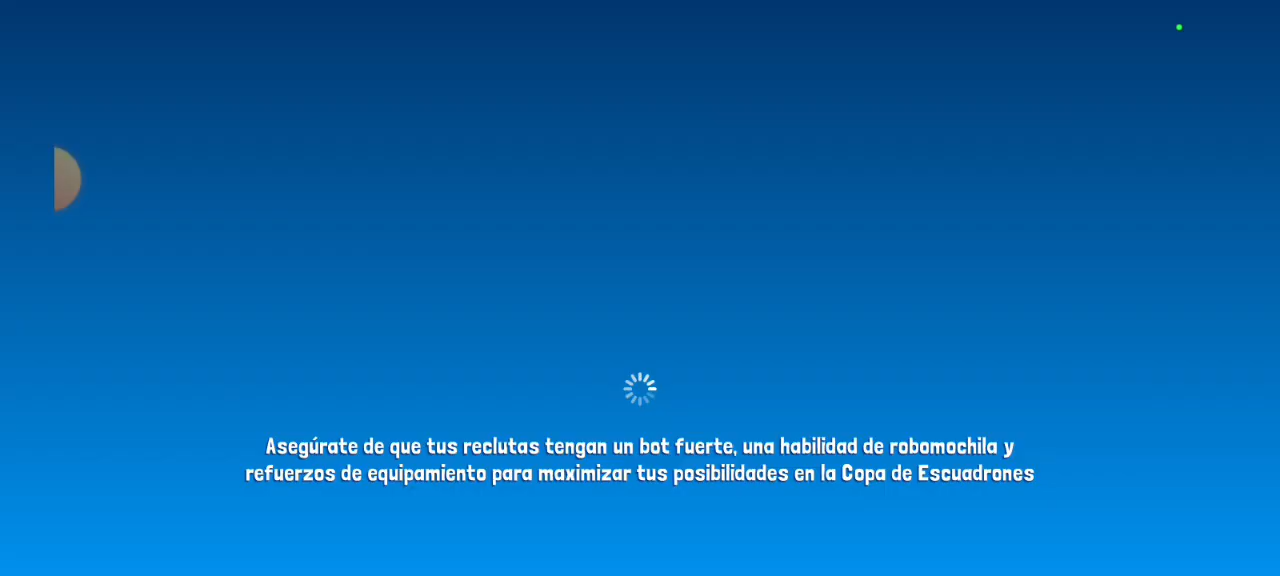 Asegúrate de que tus reclutas tengan un bot fuerte, una habilidad de robomochila y
refuerzos de equipamiento para maximizar tus posibilidades en la Copa de Escuadrones